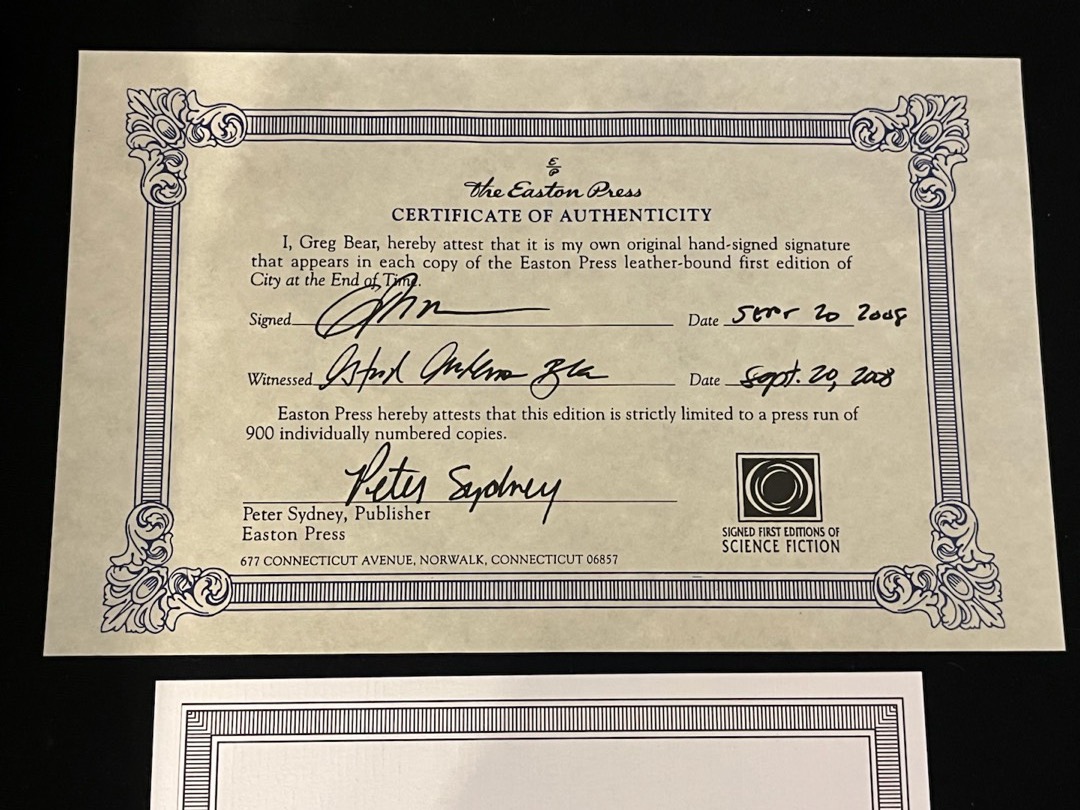 E
P
the Easton Press
CERTIFICATE OF AUTHENTICITY
I, Greg Bear, hereby attest that it is my own original hand-signed signature
that appears in each copy of the Easton Press leather-bound first edition of
City at the End of Time.
Signed
Date SEPT 20 2008
Witnessed
Date Sept. 20, 2008
Easton Press hereby attests that this edition is strictly limited to a press run of
900 individually numbered copies.
Peter Sydney
Peter Sydney, Publisher
Easton Press
677 CONNECTICUT AVENUE, NORWALK, CONNECTICUT 06857
SIGNED FIRST EDITIONS OF
SCIENCE FICTION